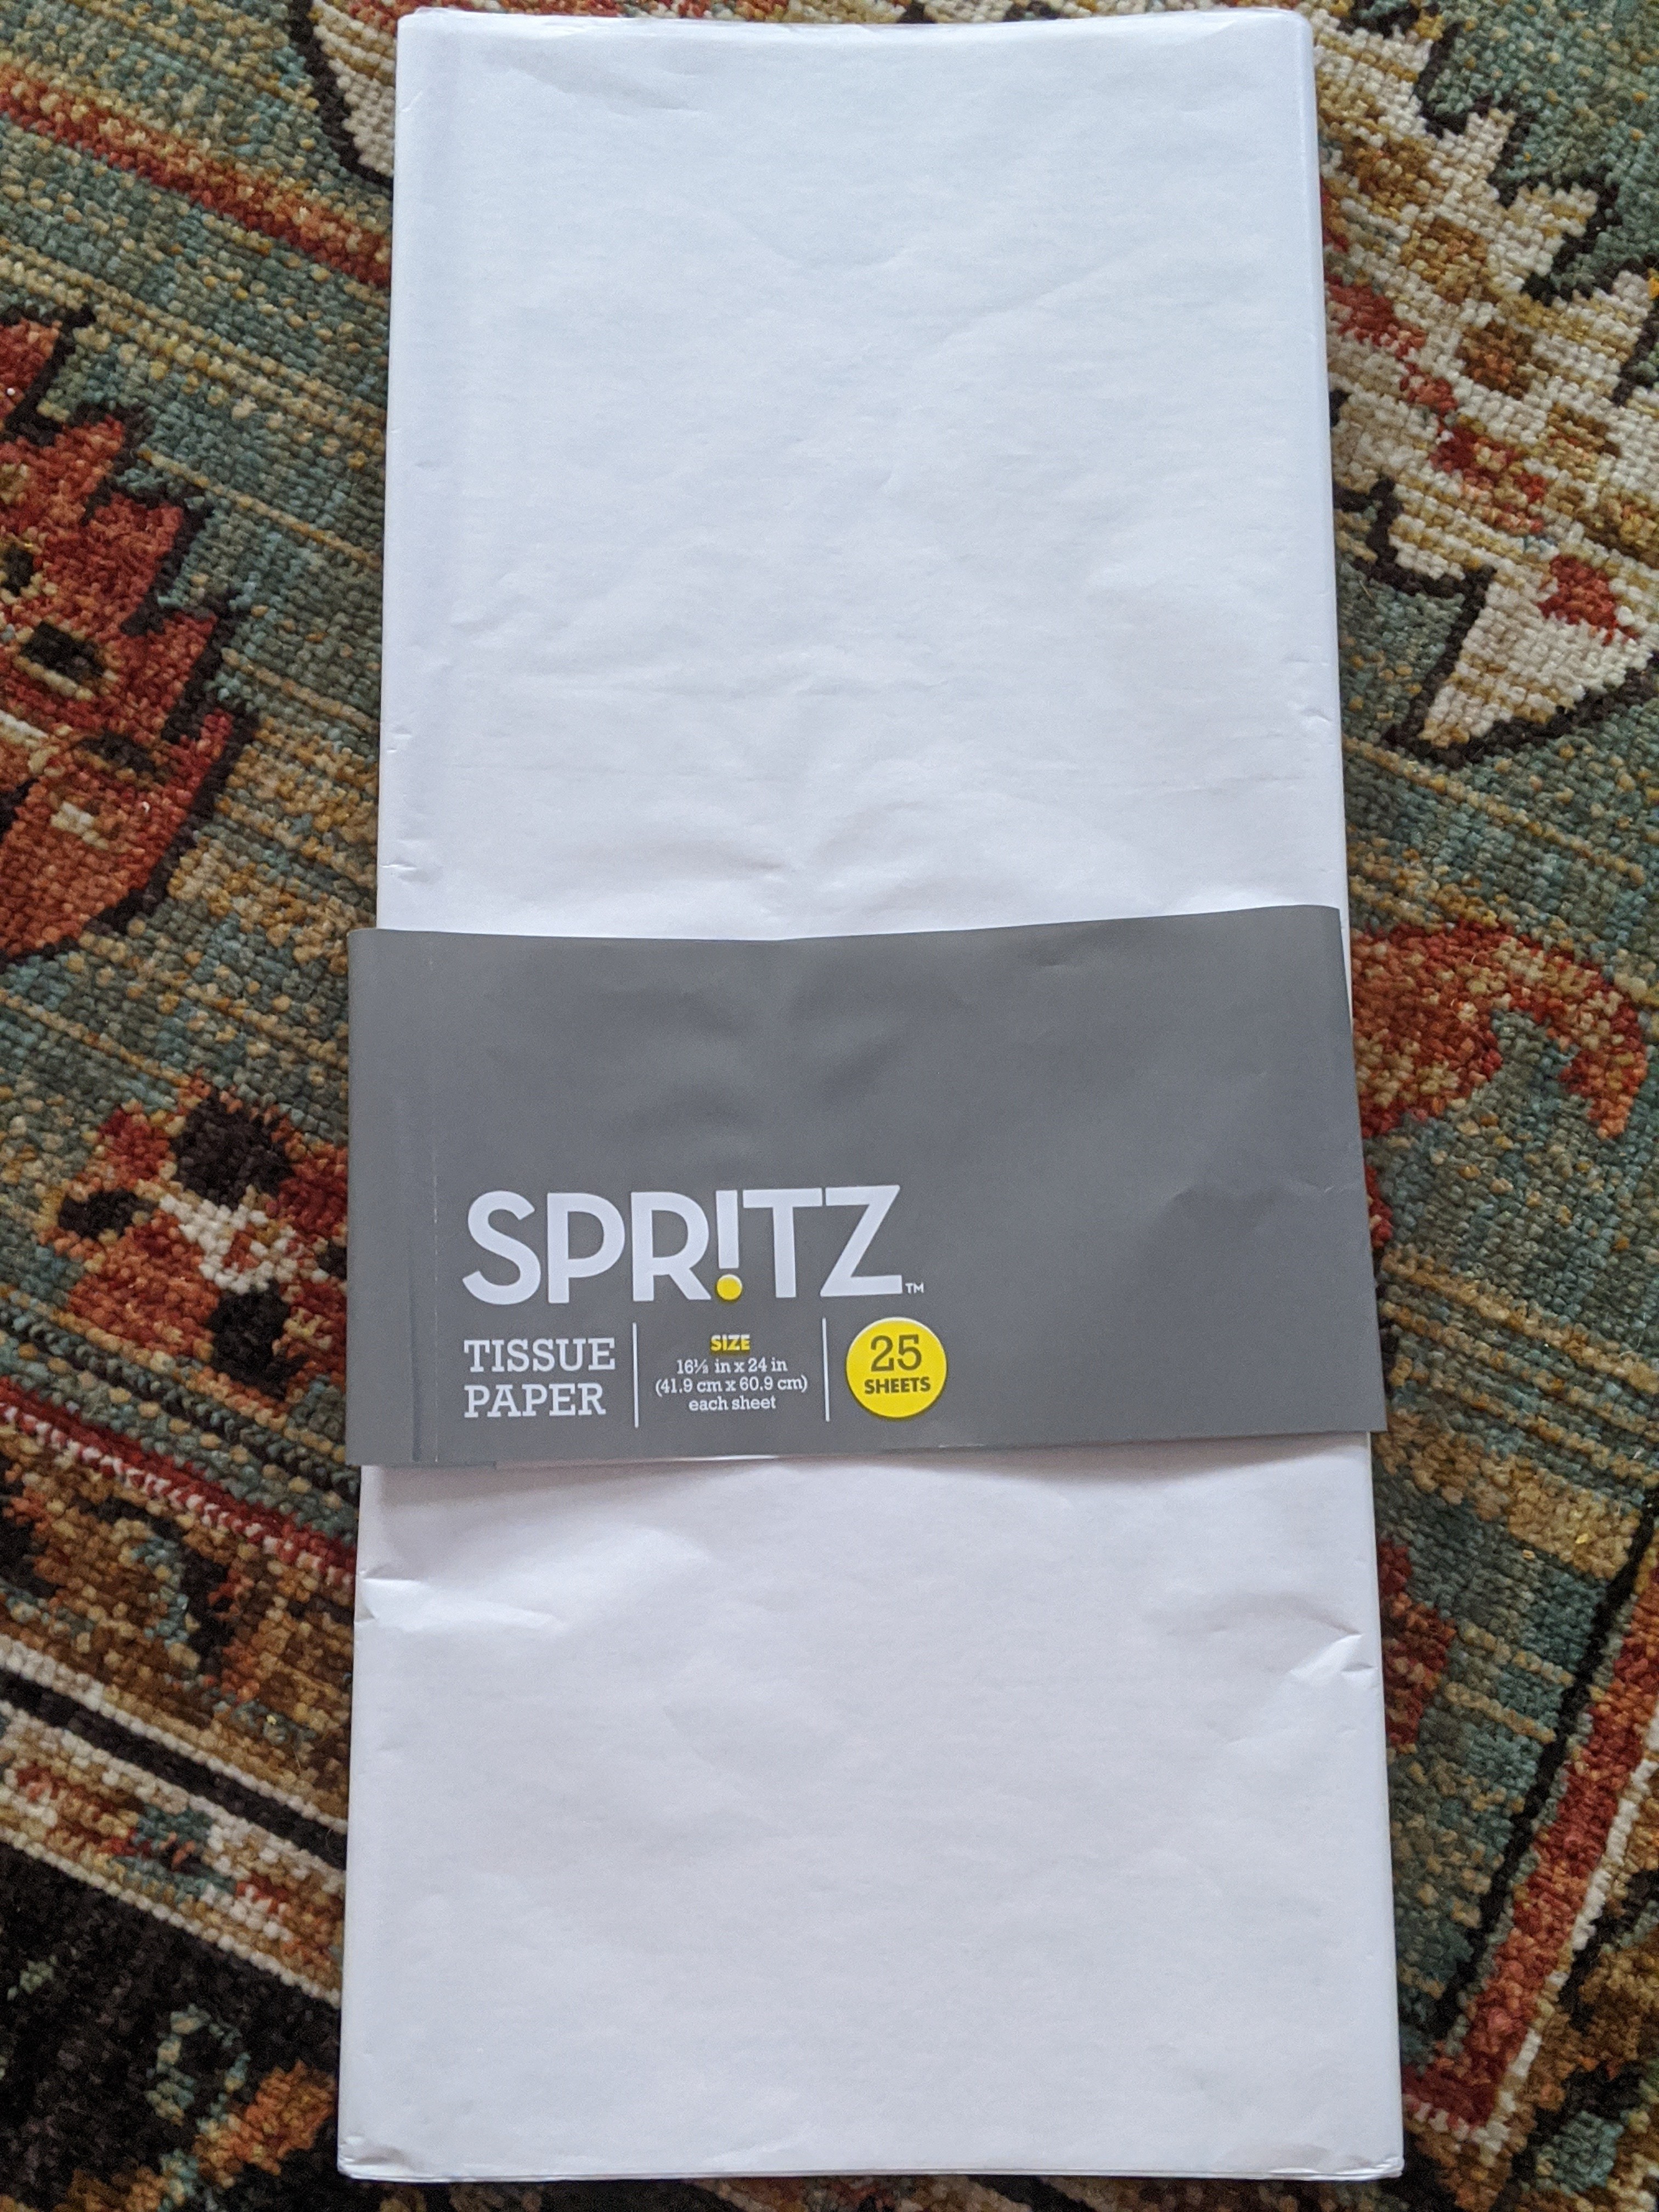 SPR!TZ™
TISSUE
PAPER
SIZE
16½ in x 24 in
(41.9 cm x 60.9 cm)
each sheet
25
SHEETS